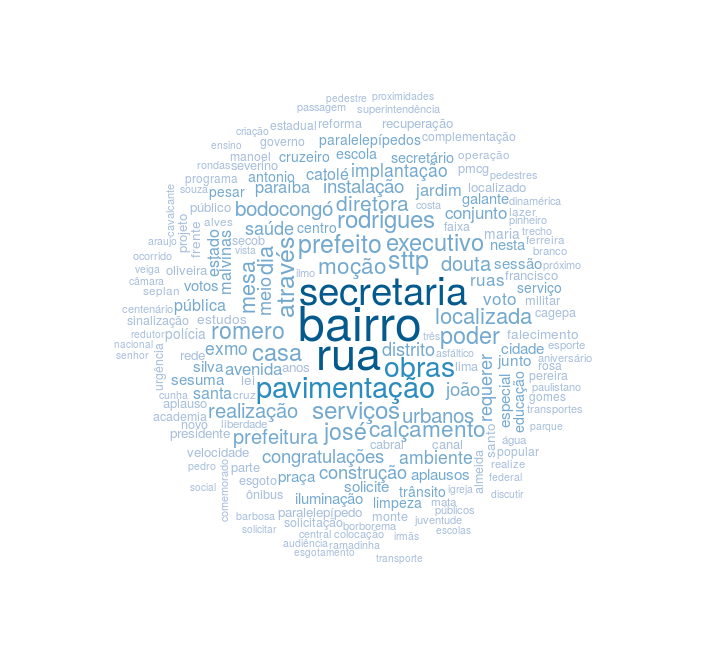 pedestre proximidades
passagem superintendência
criação estadual reforma recuperação
ensino governo paralelepípedos complementação
manoel cruzeiro escola secretário operação
rondas severino catolé implantação pmcg pedestres
programa antonio instalação jardim localizado
souza pesar paraíba galante dinamérica
cavalcante público bodocongó diretora conjunto lazer
projeto frente alves saúde centro rodrigues costa faixa pinheiro
araujo estado malvinas secob prefeito executivo maria nesta trecho ferreira
ocorrido vista dia através branco
veiga oliveira mesa meio ilmo moção sttp douta sessão próximo
câmara votos ruas francisco
seplan secretaria voto serviço militar
centenário pública bairro localizada cagepa
sinalização estudos
redutor polícia romero rua três poder falecimento
nacional exmo casa distrito asfáltico cidade esporte
senhor rede obras junto aniversário
urgência silva avenida anos lima rosa
sesuma lei pavimentação joão requerer especial educação pereira
cunha santa cruz paulistano
aplauso realização serviços gomes
academia urbanos transportes
novo liberdade josé calçamento santo parque
presidente prefeitura cabral canal água
velocidade congratulações ambiente popular
pedro parte construção aplausos almeida realize
esgoto praça federal
social comemorado solicite igreja
ônibus iluminação trânsito discutir
limpeza mata
barbosa paralelepípedo monte públicos
solicitar solicitação borborema juventude
central colocação irmãs escolas
audiência ramadinha
esgotamento
transporte